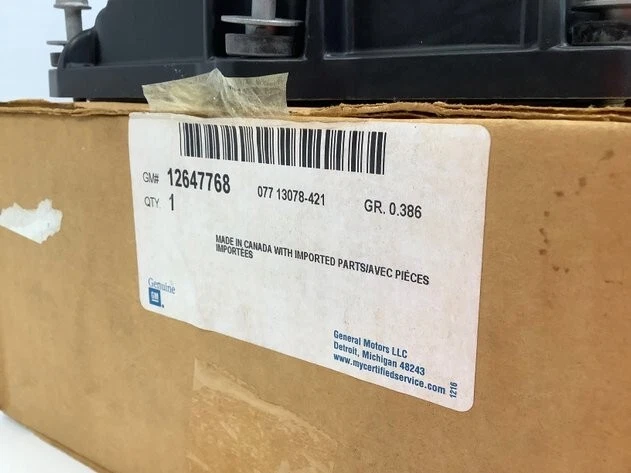 GM# 12647768 077 13078-421 GR. 0.386
QTY. 1
MADE IN CANADA WITH IMPORTED PARTS/AVEC PIÈCES
IMPORTÉES
Genuine
GM
General Motors LLC
Detroit, Michigan 48243
www.mycertifiedservice.com
1216